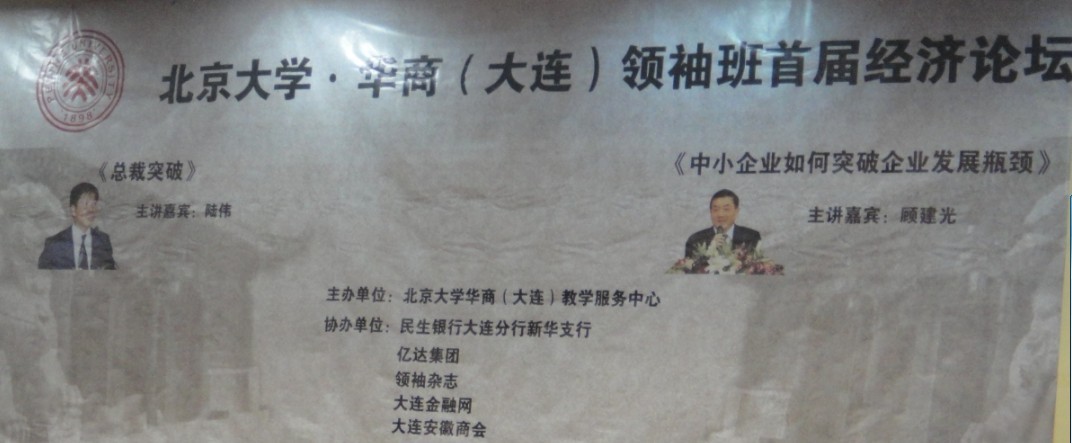 北京大学·华商（大连）领袖班首届经济论坛
PEKING UNIVERSITY
1898
《总裁突破》
主讲嘉宾：陆伟
《中小企业如何突破企业发展瓶颈》
主讲嘉宾：顾建光
主办单位：北京大学华商（大连）教学服务中心
协办单位：民生银行大连分行新华支行
亿达集团
领袖杂志
大连金融网
大连安徽商会